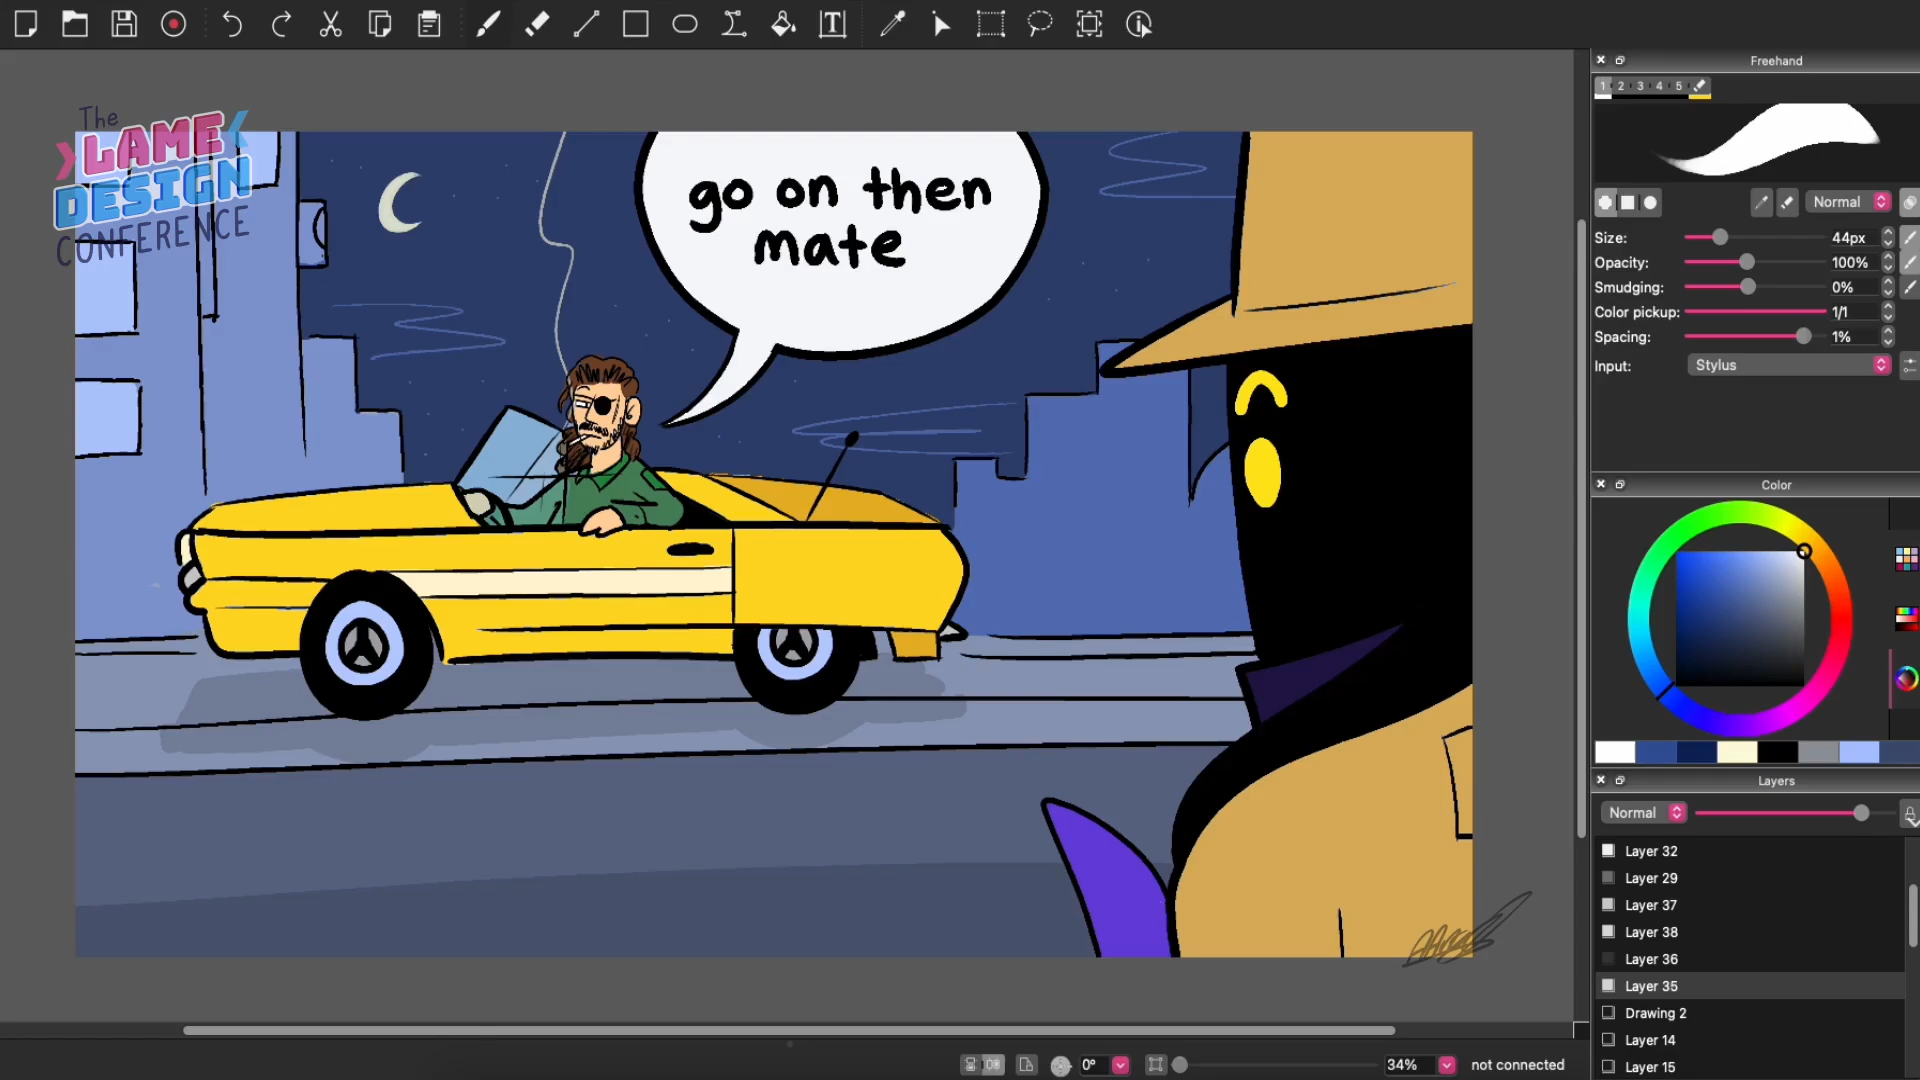 Freehand
1 2 3 4 5
The
LAME
DESIGN
CONFERENCE
go on then
mate
Normal
Size: 44px
Opacity: 100%
Smudging: 0%
Color pickup: 1/1
Spacing: 1%
Input: Stylus
Color
Layers
Normal
Layer 32
Layer 29
Layer 37
Layer 38
Layer 36
Layer 35
Drawing 2
Layer 14
Layer 15
0° 34% not connected